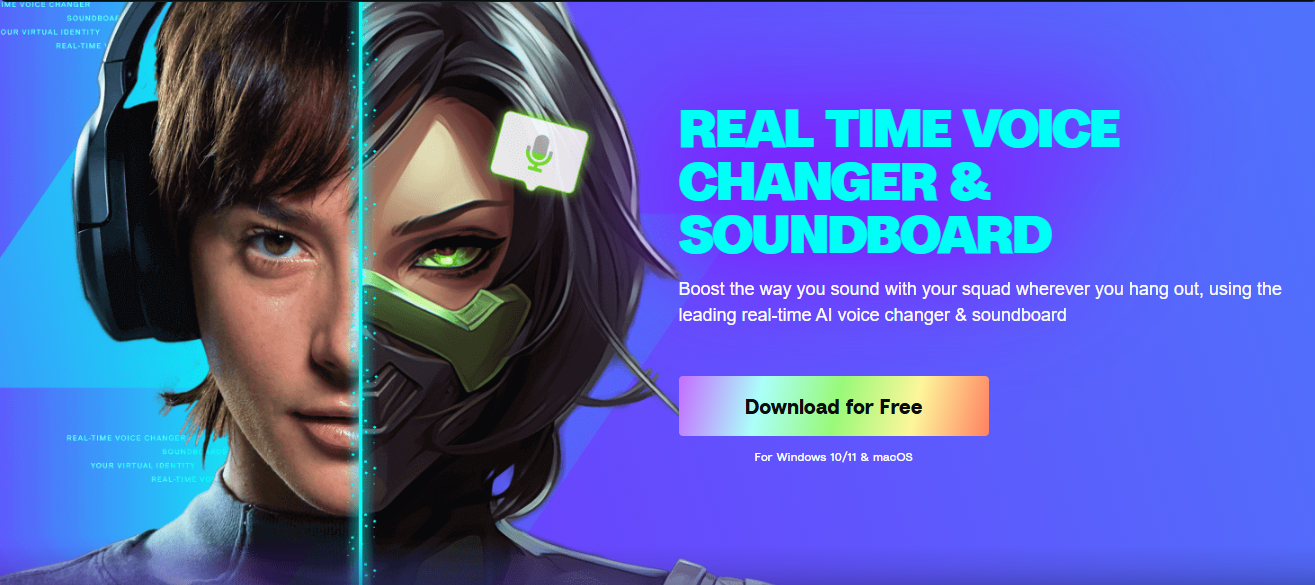 IME VOICE CHANGER
SOUNDBOAR
OUR VIRTUAL IDENTITY
REAL-TIME
REAL TIME VOICE
CHANGER &
SOUNDBOARD
Boost the way you sound with your squad wherever you hang out, using the
leading real-time AI voice changer & soundboard
Download for Free
For Windows 10/11 & macOS
REAL-TIME VOICE CHANGER
SOUNDBOARD
YOUR VIRTUAL IDENTITY
REAL-TIME VO